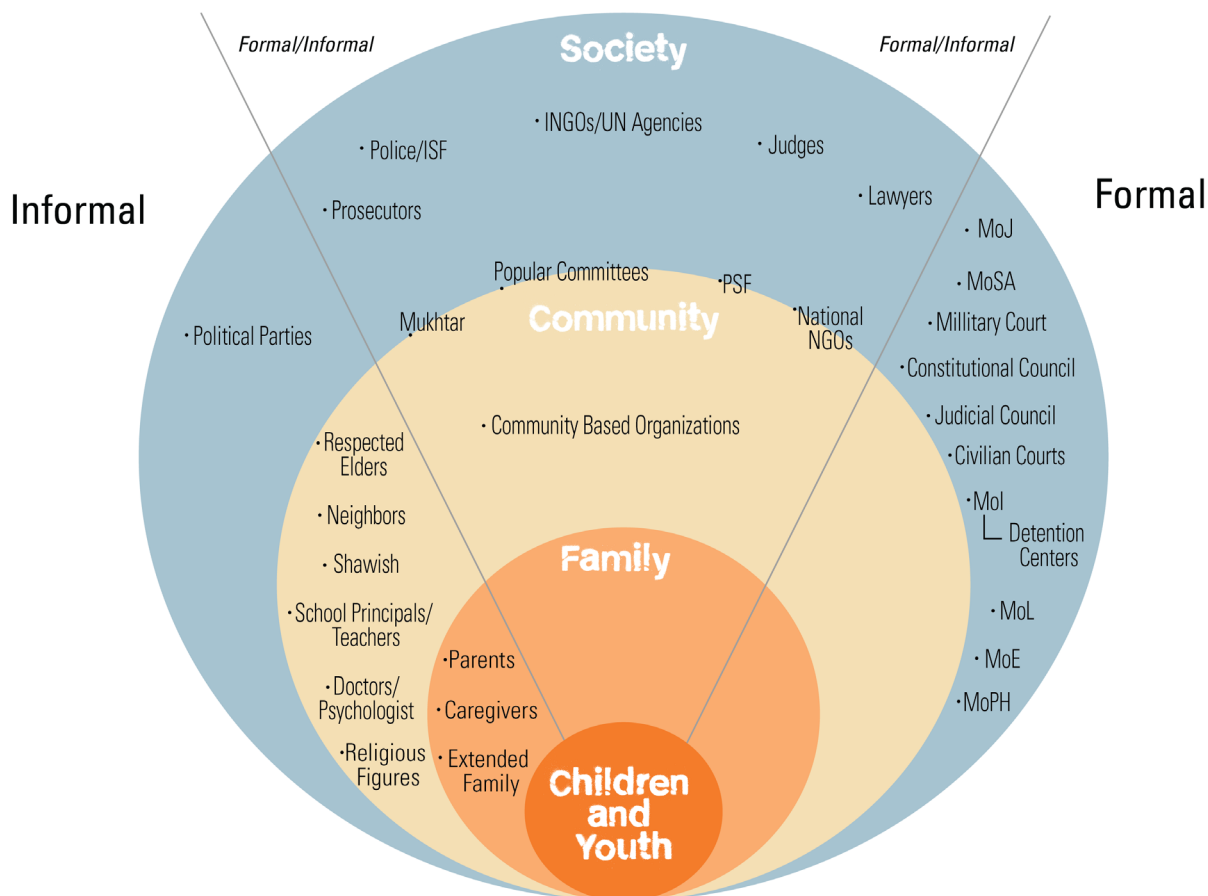 Formal/Informal
Society
Formal/Informal
• INGOs/UN Agencies
• Police/ISF
• Judges
Informal
• Prosecutors
• Lawyers
Formal
• MoJ
Popular Committees
• PSF
• MoSA
Community
Mukhtar
• National
NGOs
• Millitary Court
• Political Parties
• Constitutional Council
• Community Based Organizations
• Judicial Council
• Respected
Elders
• Civilian Courts
• MoI
Detention
Centers
• Neighbors
Family
• Shawish
• School Principals/
Teachers
• MoL
• Parents
• MoE
• Doctors/
Psychologist
• Caregivers
• MoPH
• Religious
Figures
• Extended
Family
Children
and
Youth